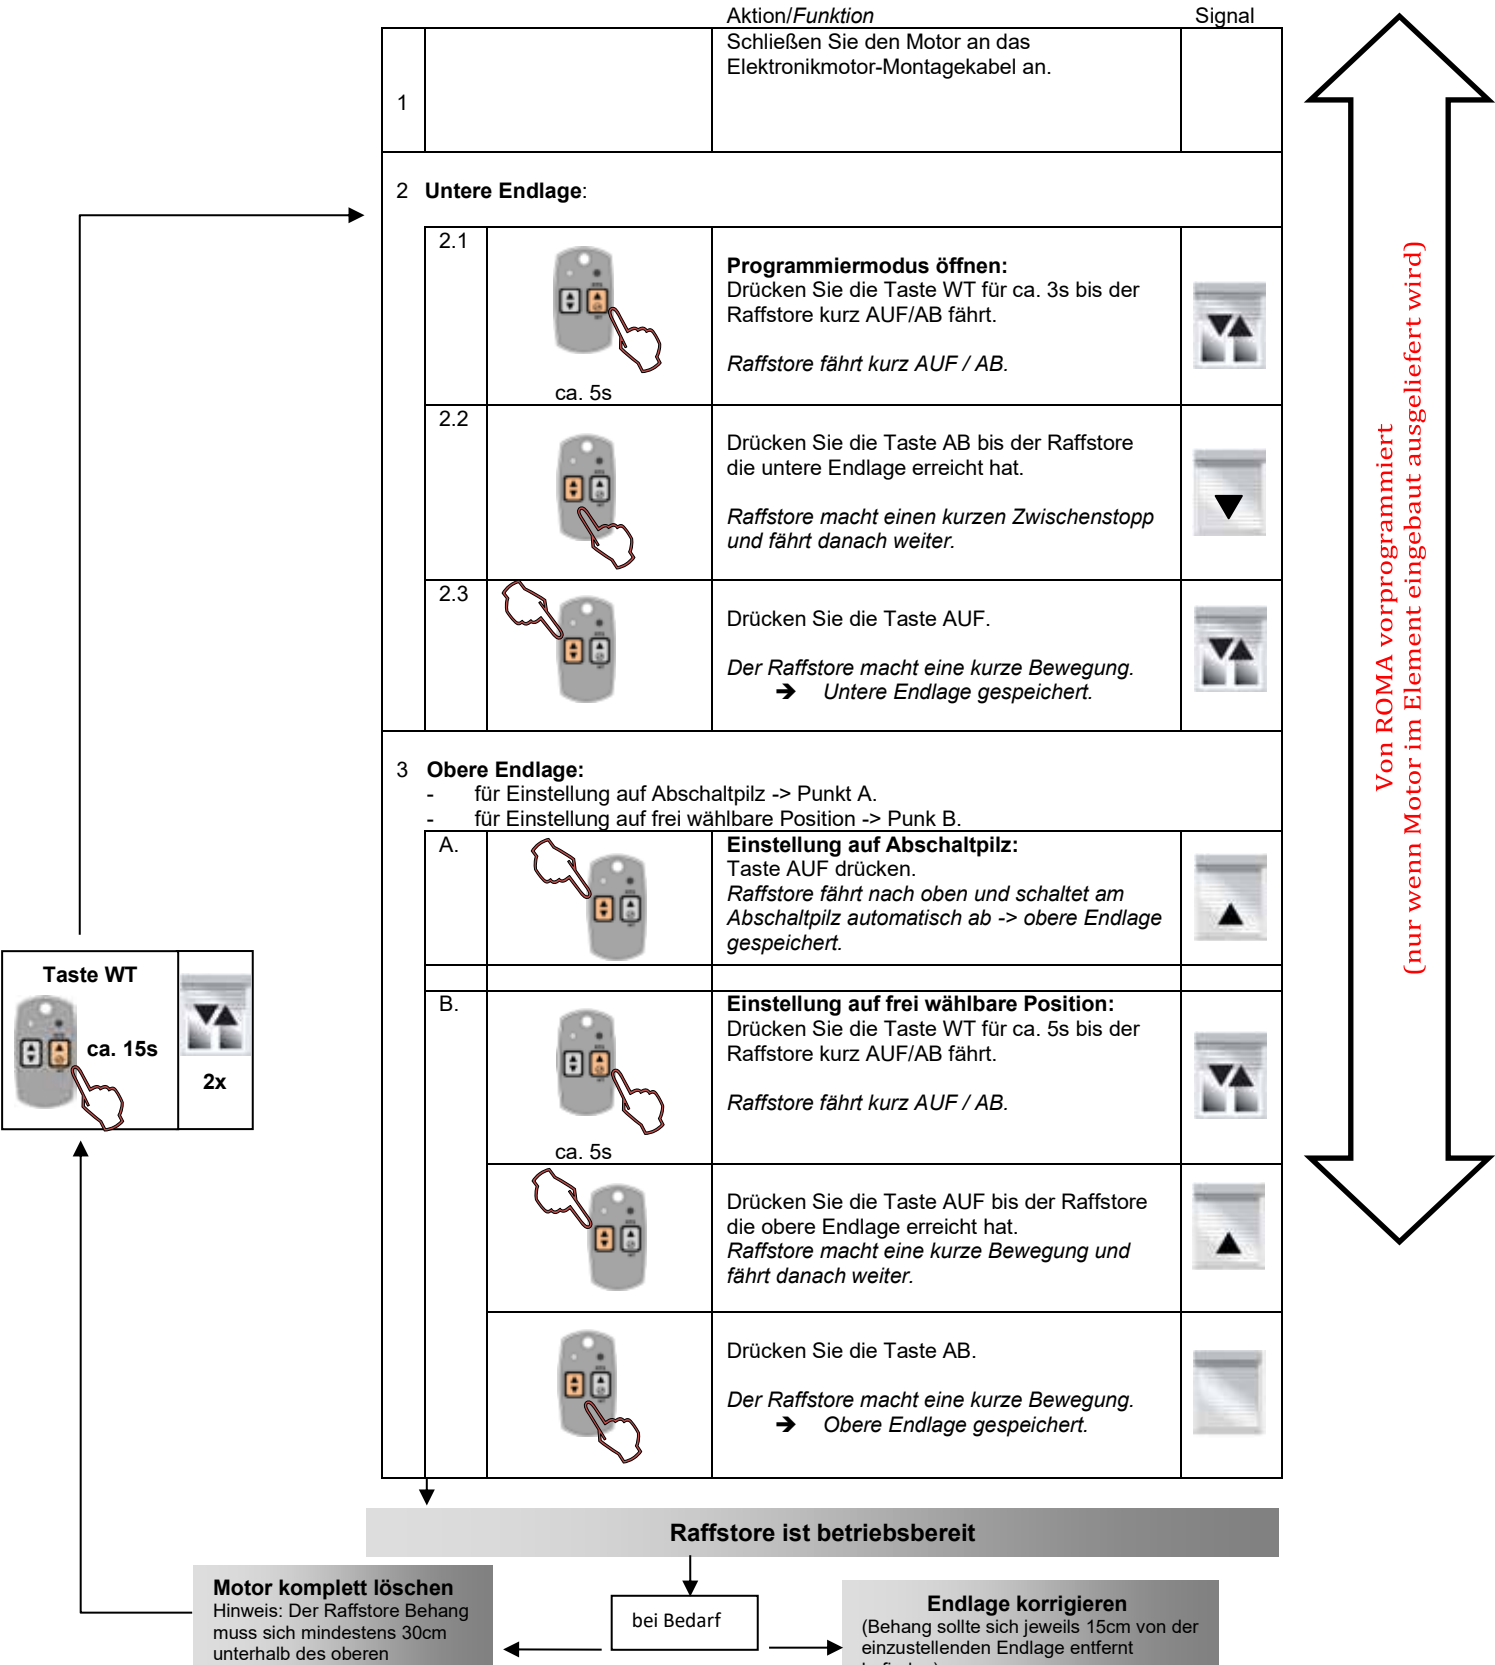 Aktion/Funktion Signal
1
Schließen Sie den Motor an das
Elektronikmotor-Montagekabel an.
2 Untere Endlage:
2.1
ca. 5s
Programmiermodus öffnen:
Drücken Sie die Taste WT für ca. 3s bis der
Raffstore kurz AUF/AB fährt.
Raffstore fährt kurz AUF / AB.
2.2
Drücken Sie die Taste AB bis der Raffstore
die untere Endlage erreicht hat.
Raffstore macht einen kurzen Zwischenstopp
und fährt danach weiter.
2.3
Drücken Sie die Taste AUF.
Der Raffstore macht eine kurze Bewegung.
➔ Untere Endlage gespeichert.
3 Obere Endlage:
- für Einstellung auf Abschaltpilz -> Punkt A.
- für Einstellung auf frei wählbare Position -> Punk B.
A.
Einstellung auf Abschaltpilz:
Taste AUF drücken.
Raffstore fährt nach oben und schaltet am
Abschaltpilz automatisch ab -> obere Endlage
gespeichert.
B.
ca. 5s
Einstellung auf frei wählbare Position:
Drücken Sie die Taste WT für ca. 5s bis der
Raffstore kurz AUF/AB fährt.
Raffstore fährt kurz AUF / AB.
Drücken Sie die Taste AUF bis der Raffstore
die obere Endlage erreicht hat.
Raffstore macht eine kurze Bewegung und
fährt danach weiter.
Drücken Sie die Taste AB.
Der Raffstore macht eine kurze Bewegung.
➔ Obere Endlage gespeichert.
Von ROMA vorprogrammiert
(nur wenn Motor im Element eingebaut ausgeliefert wird)
Taste WT
ca. 15s
2x
Raffstore ist betriebsbereit
Motor komplett löschen
Hinweis: Der Raffstore Behang
muss sich mindestens 30cm
unterhalb des oberen
bei Bedarf
Endlage korrigieren
(Behang sollte sich jeweils 15cm von der
einzustellenden Endlage entfernt